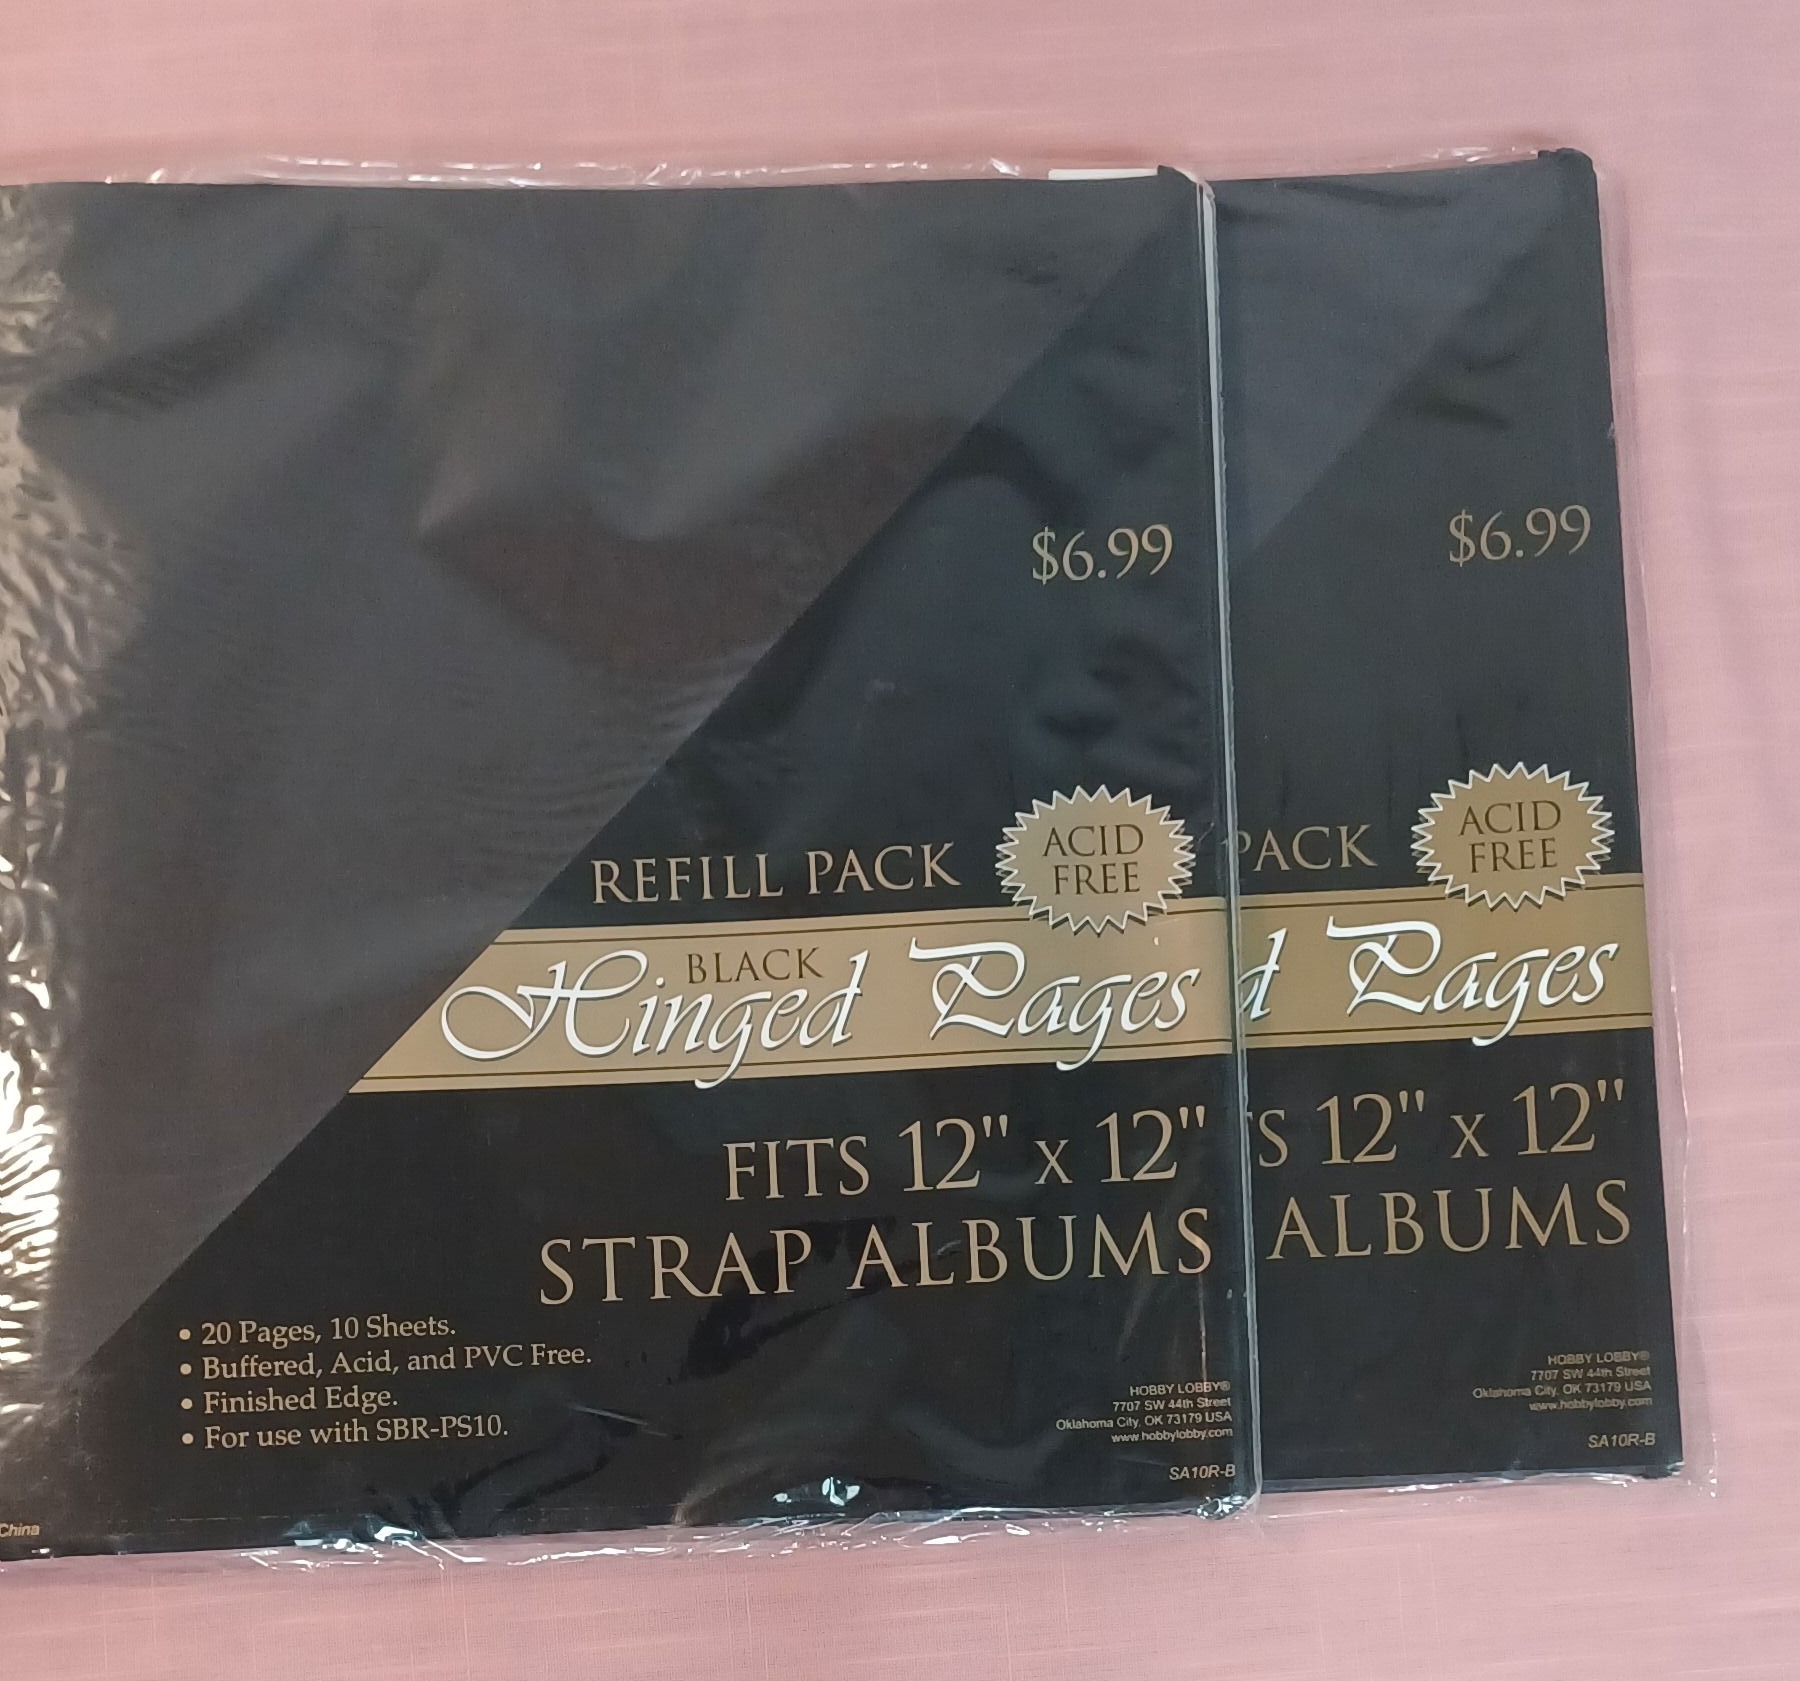 $6.99
REFILL PACK
ACID
FREE
BLACK
Hinged Pages
FITS 12" x 12"
STRAP ALBUMS
• 20 Pages, 10 Sheets.
• Buffered, Acid, and PVC Free.
• Finished Edge.
• For use with SBR-PS10.
HOBBY LOBBY®
7707 SW 44th Street
Oklahoma City, OK 73179 USA
www.hobbylobby.com
SA10R-B
China
$6.99
PACK
ACID
FREE
d Pages
TS 12" x 12"
ALBUMS
HOBBY LOBBY®
7707 SW 44th Street
Oklahoma City, OK 73179 USA
www.hobbylobby.com
SA10R-B